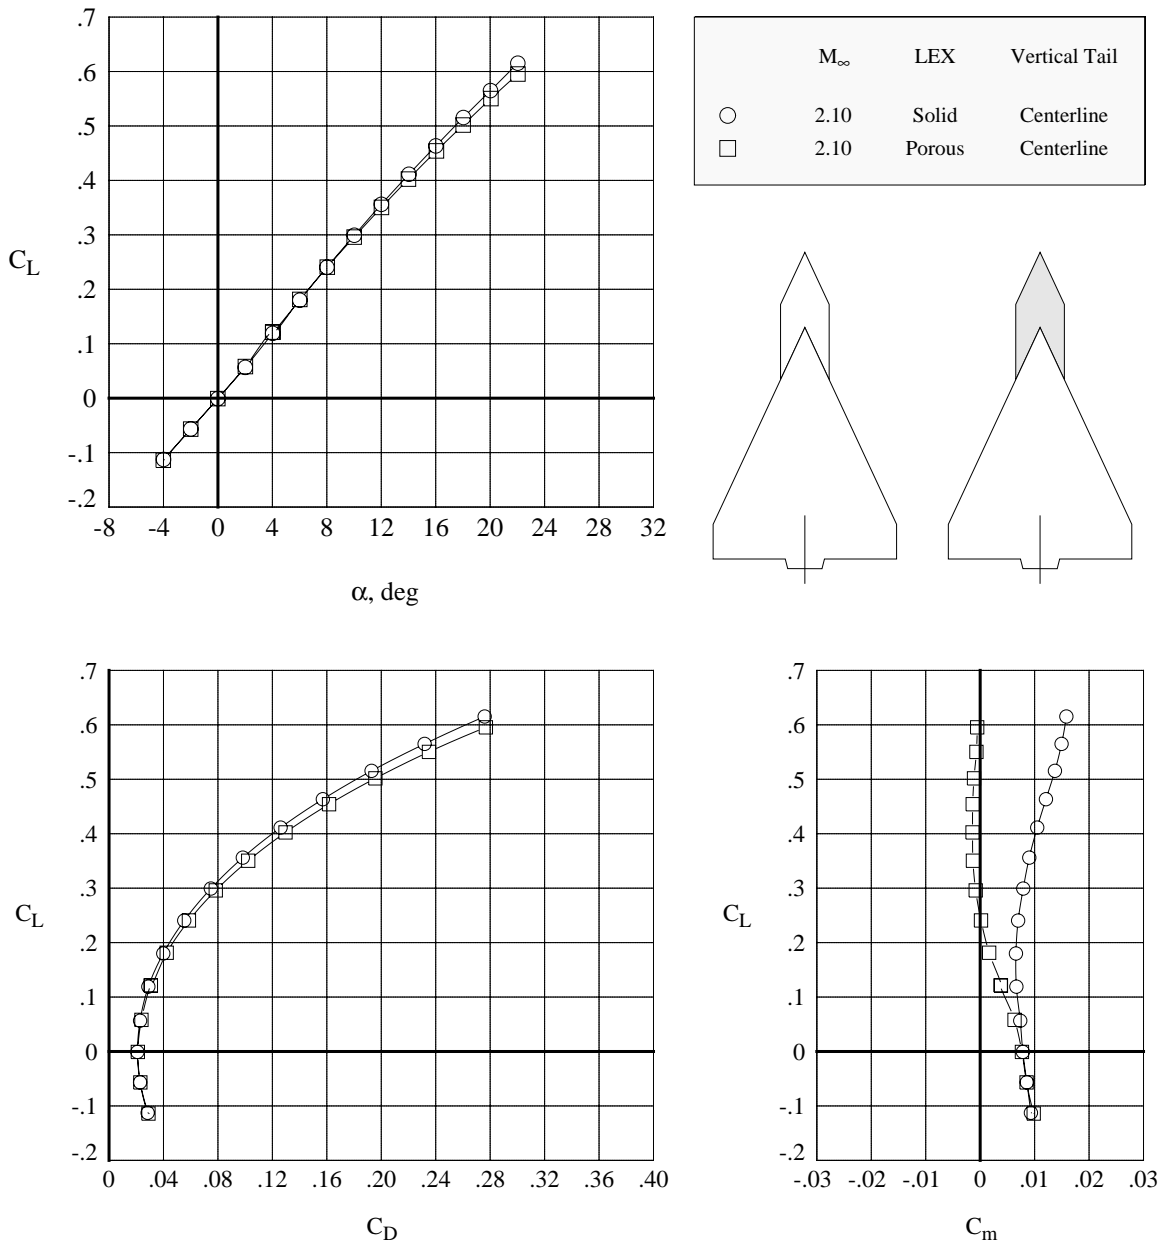 .7
.6
.5
.4
.3
.2
.1
0
-.1
-.2
C_L
-8 -4 0 4 8 12 16 20 24 28 32
α, deg
M∞ LEX Vertical Tail
2.10 Solid Centerline
2.10 Porous Centerline
.7
.6
.5
.4
.3
.2
.1
0
-.1
-.2
C_L
0 .04 .08 .12 .16 .20 .24 .28 .32 .36 .40
C_D
.7
.6
.5
.4
.3
.2
.1
0
-.1
-.2
C_L
-.03 -.02 -.01 0 .01 .02 .03
C_m